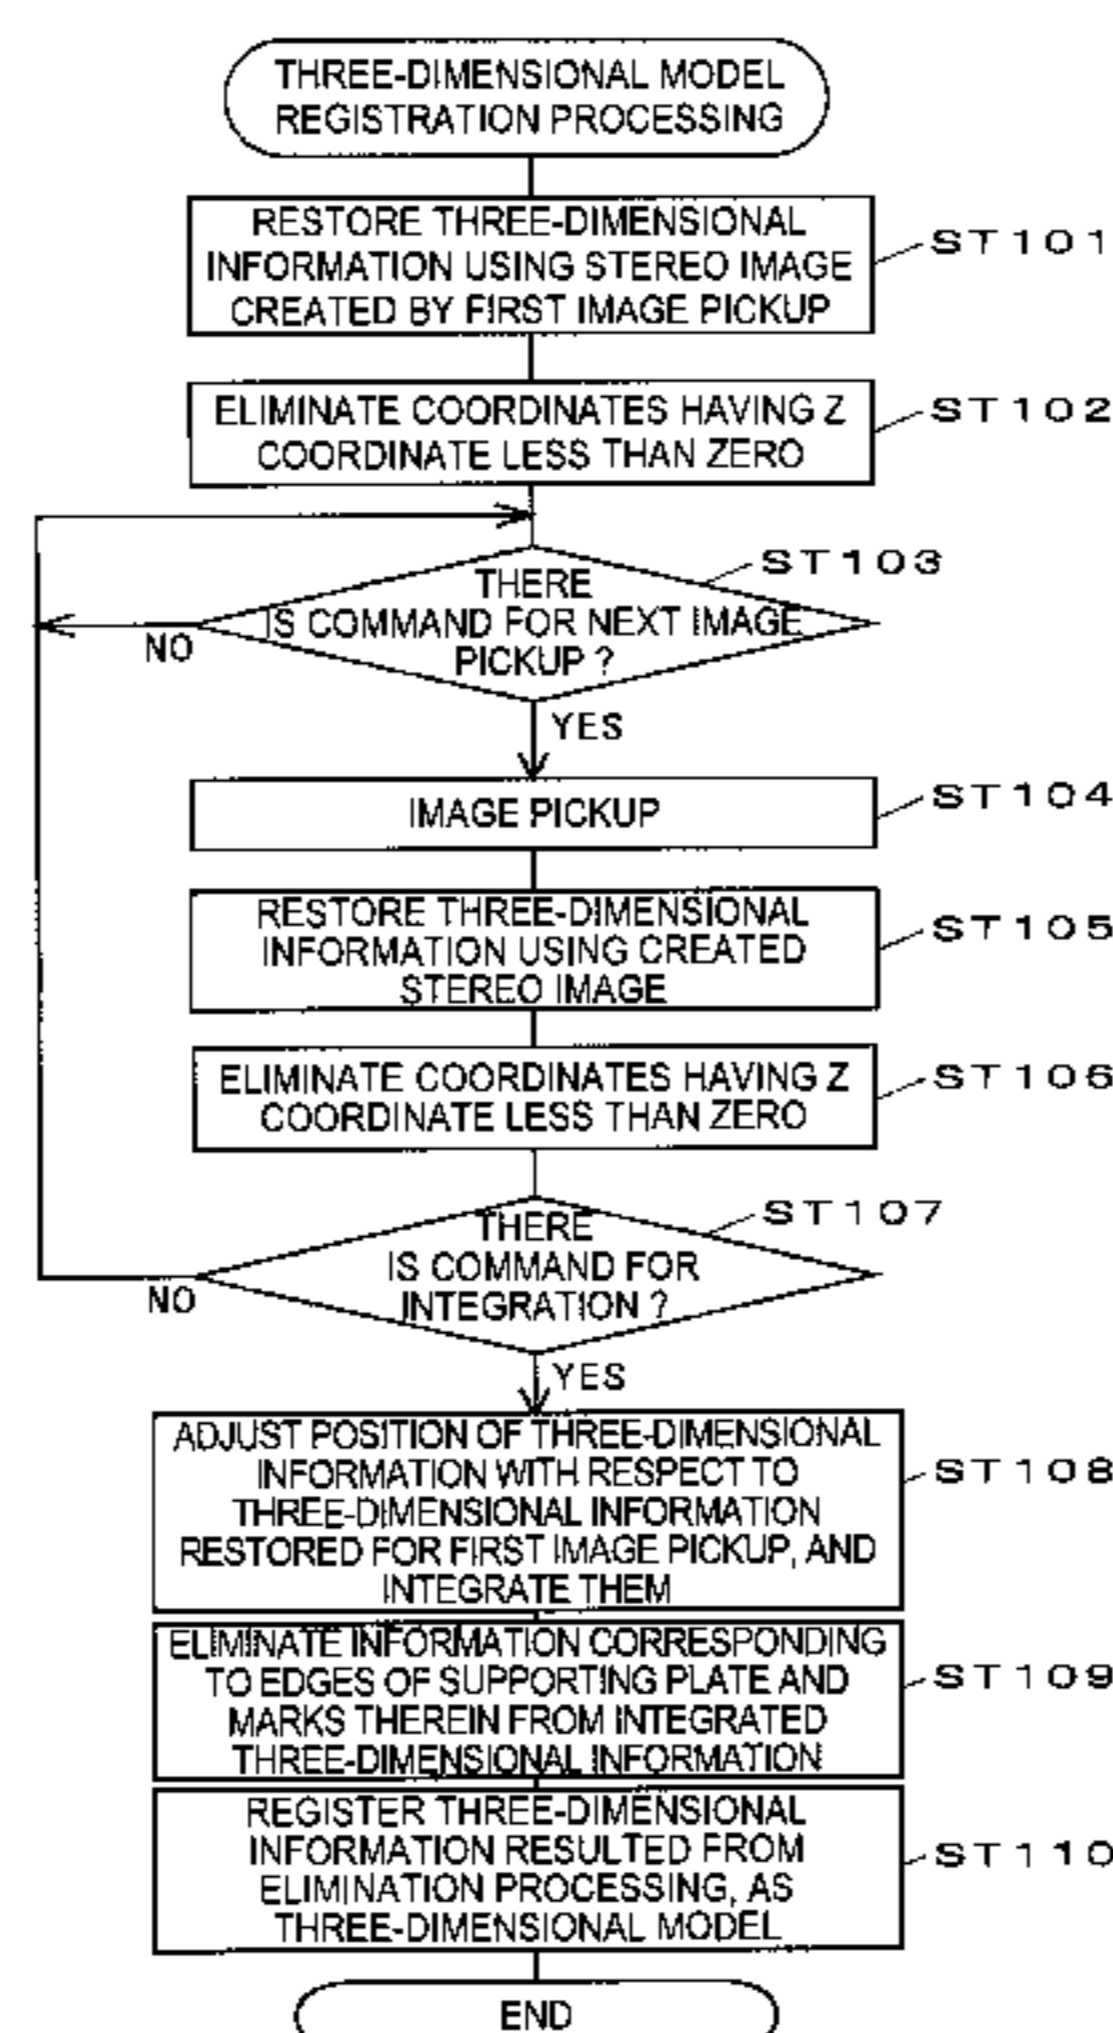 THREE-DIMENSIONAL MODEL
REGISTRATION PROCESSING
RESTORE THREE-DIMENSIONAL
INFORMATION USING STEREO IMAGE
CREATED BY FIRST IMAGE PICKUP
ST101
ELIMINATE COORDINATES HAVING Z
COORDINATE LESS THAN ZERO
ST102
ST103
THERE
IS COMMAND FOR NEXT IMAGE
PICKUP ?
NO
YES
IMAGE PICKUP
ST104
RESTORE THREE-DIMENSIONAL
INFORMATION USING CREATED
STEREO IMAGE
ST105
ELIMINATE COORDINATES HAVING Z
COORDINATE LESS THAN ZERO
ST106
ST107
THERE
IS COMMAND FOR
INTEGRATION ?
NO
YES
ADJUST POSITION OF THREE-DIMENSIONAL
INFORMATION WITH RESPECT TO
THREE-DIMENSIONAL INFORMATION
RESTORED FOR FIRST IMAGE PICKUP, AND
INTEGRATE THEM
ST108
ELIMINATE INFORMATION CORRESPONDING
TO EDGES OF SUPPORTING PLATE AND
MARKS THEREIN FROM INTEGRATED
THREE-DIMENSIONAL INFORMATION
ST109
REGISTER THREE-DIMENSIONAL
INFORMATION RESULTED FROM
ELIMINATION PROCESSING, AS
THREE-DIMENSIONAL MODEL
ST110
END